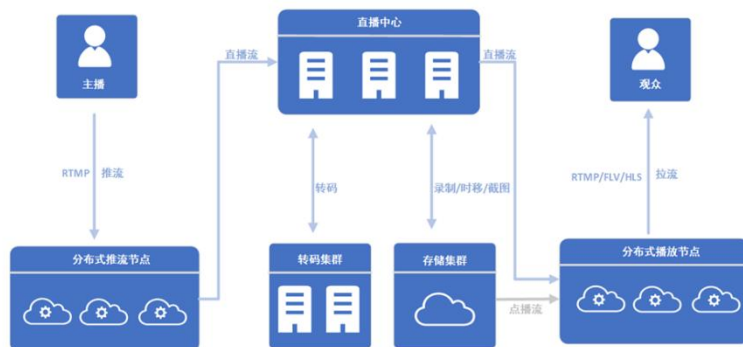 直播中心
主播
直播流
直播流
观众
RTMP
推流
转码
录制/时移/截图
RTMP/FLV/HLS
拉流
分布式推流节点
转码集群
存储集群
分布式播放节点
点播流